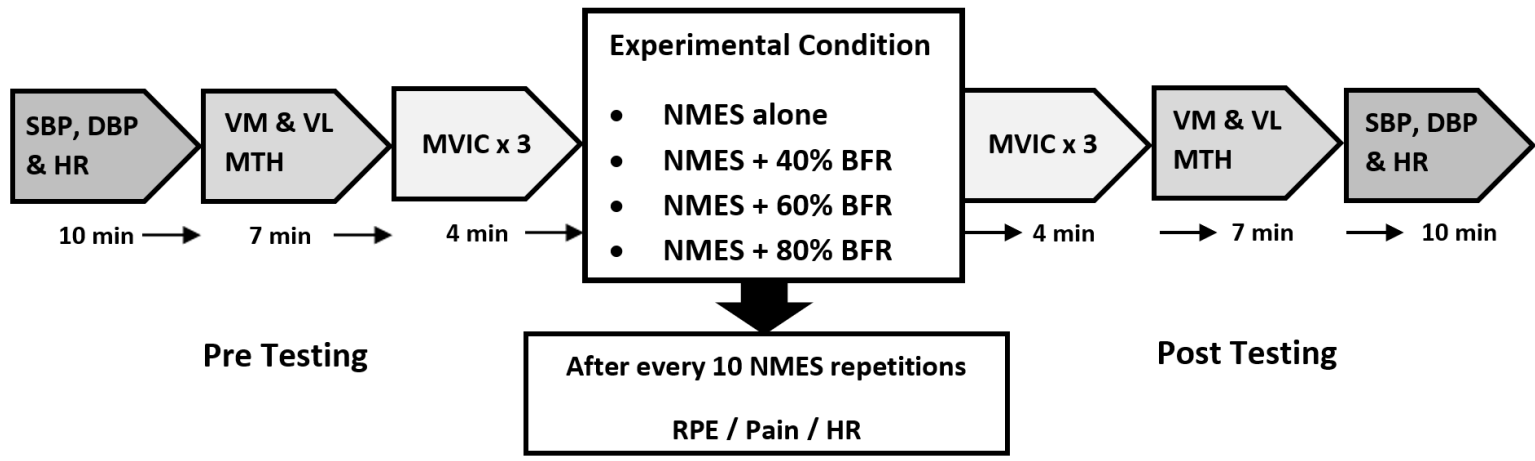 SBP, DBP
& HR
10 min
VM & VL
MTH
7 min
MVIC x 3
4 min
Pre Testing
Experimental Condition
• NMES alone
• NMES + 40% BFR
• NMES + 60% BFR
• NMES + 80% BFR
After every 10 NMES repetitions
RPE / Pain / HR
MVIC x 3
4 min
VM & VL
MTH
7 min
SBP, DBP
& HR
10 min
Post Testing